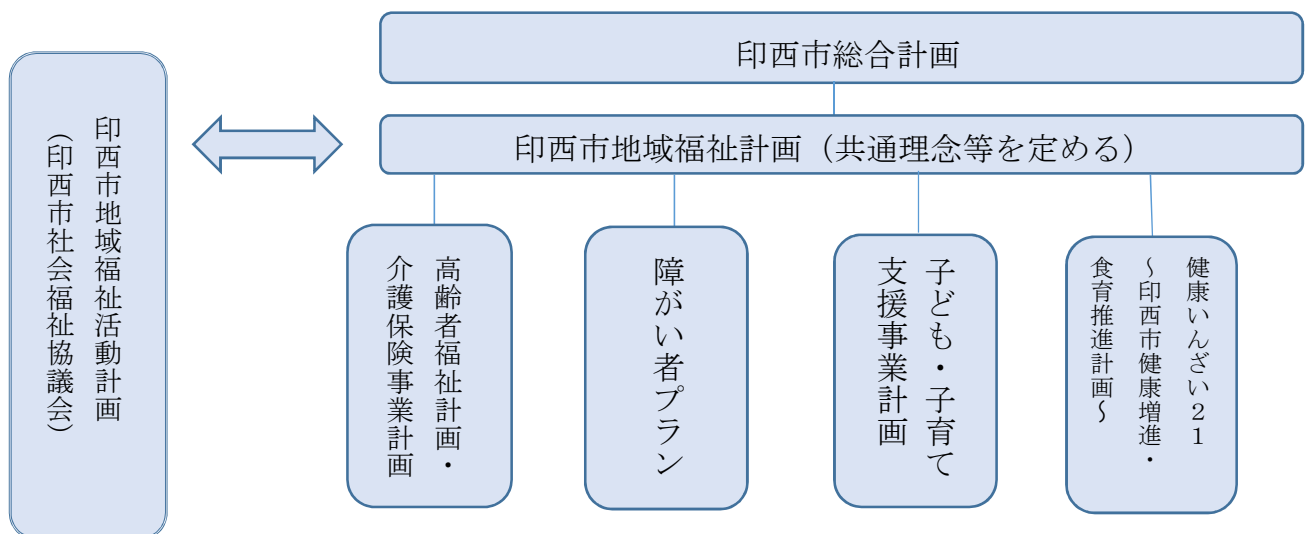 印西市総合計画
印西市地域福祉計画（共通理念等を定める）
印西市地域福祉活動計画
（印西市社会福祉協議会）
高齢者福祉計画・
介護保険事業計画
障がい者プラン
子ども・子育て
支援事業計画
健康いんざい２１
～印西市健康増進・
食育推進計画～